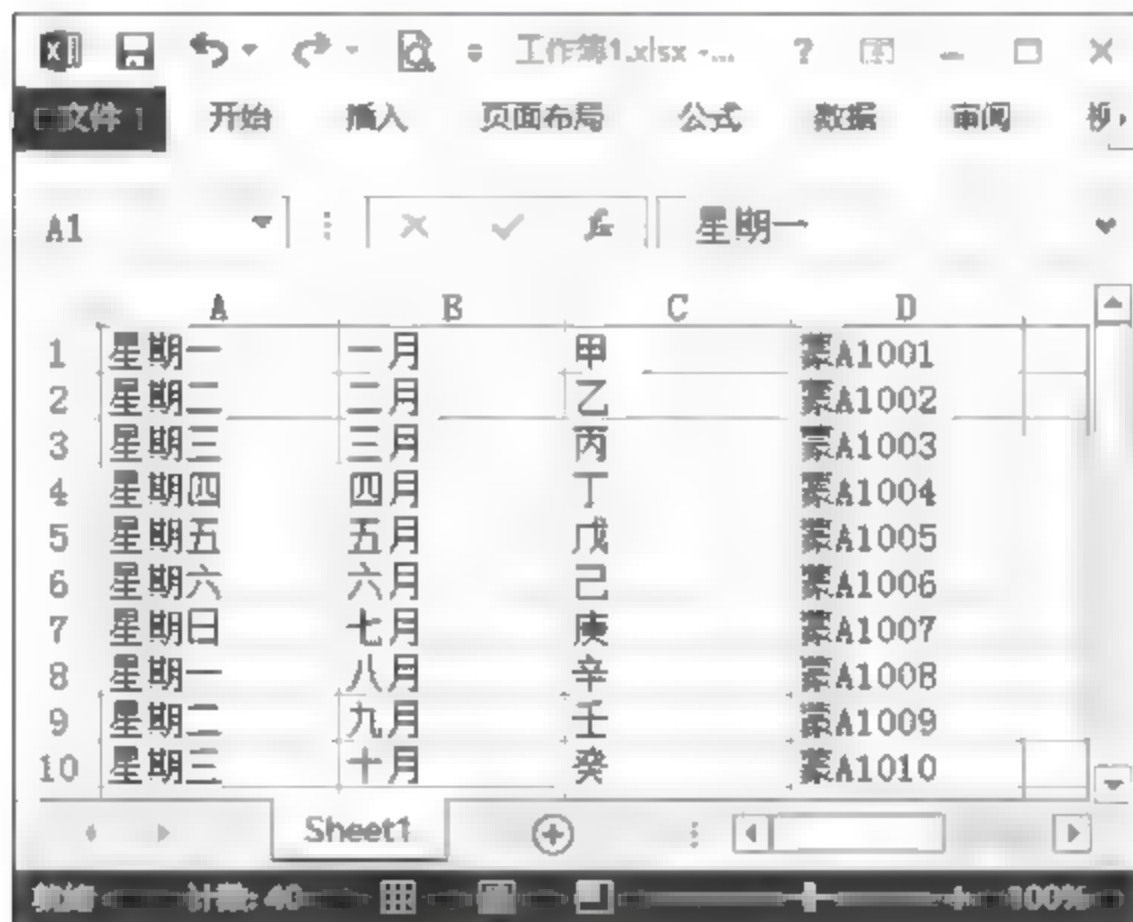 工作簿1.xlsx -... ?
文件 开始 插入 页面布局 公式 数据 审阅
A1 fx 星期一
A B C D
1 星期一 一月 甲 蒙A1001
2 星期二 二月 乙 蒙A1002
3 星期三 三月 丙 蒙A1003
4 星期四 四月 丁 蒙A1004
5 星期五 五月 戊 蒙A1005
6 星期六 六月 己 蒙A1006
7 星期日 七月 庚 蒙A1007
8 星期一 八月 辛 蒙A1008
9 星期二 九月 壬 蒙A1009
10 星期三 十月 癸 蒙A1010
Sheet1
就绪 计数: 40 100%